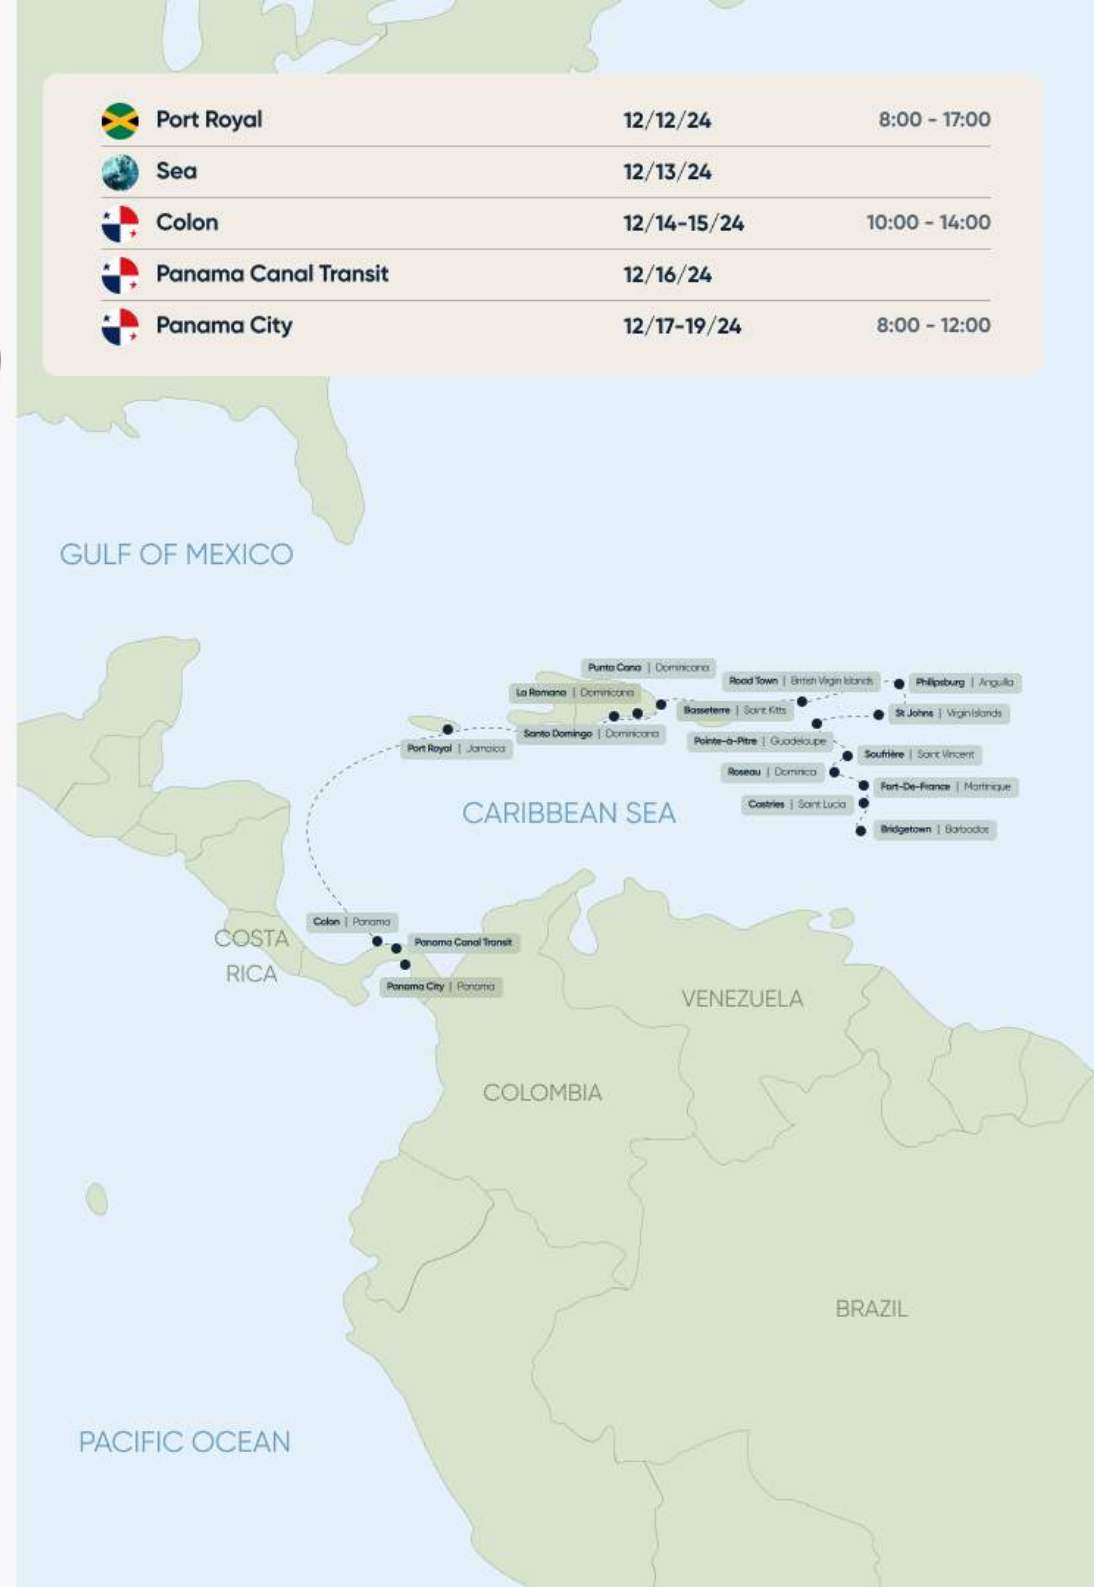 Port Royal 12/12/24 8:00 - 17:00
Sea 12/13/24
Colon 12/14-15/24 10:00 - 14:00
Panama Canal Transit 12/16/24
Panama City 12/17-19/24 8:00 - 12:00
GULF OF MEXICO
Punta Cana | Dominicana
Road Town | British Virgin Islands
Philipsburg | Anguilla
La Romana | Dominicana
Basseterre | Saint Kitts
St Johns | Virgin Islands
Santo Domingo | Dominicana
Pointe-à-Pitre | Guadeloupe
Port Royal | Jamaica
Soufrière | Saint Vincent
Roseau | Dominica
Fort-De-France | Martinique
Castries | Saint Lucia
CARIBBEAN SEA
Bridgetown | Barbados
Colon | Panama
COSTA
RICA
Panama Canal Transit
Panama City | Panama
VENEZUELA
COLOMBIA
BRAZIL
PACIFIC OCEAN